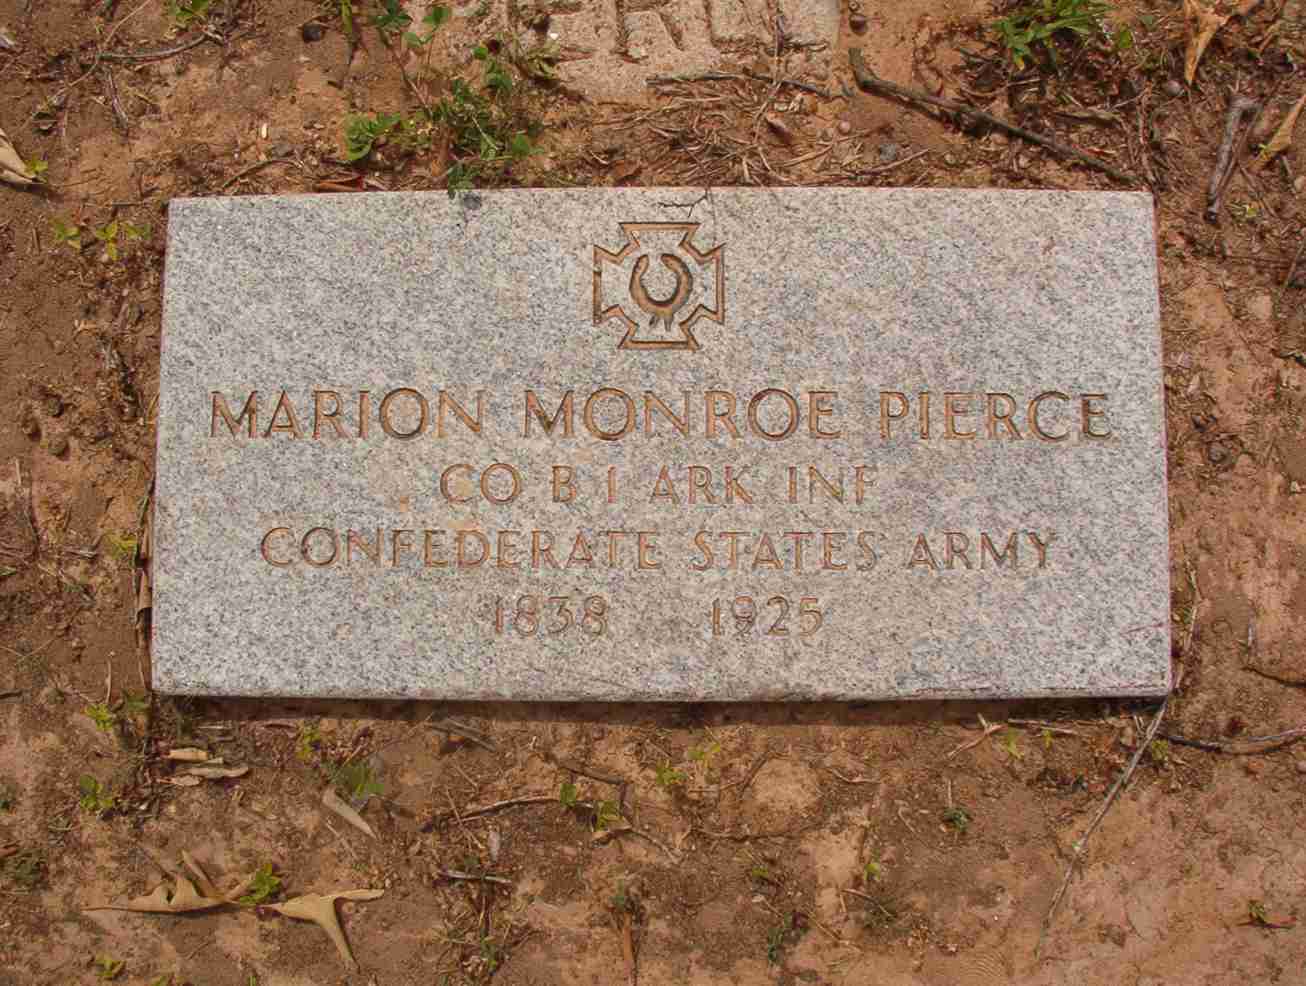 MARION MONROE PIERCE
CO B 1 ARK INF
CONFEDERATE STATES ARMY
1838 1925